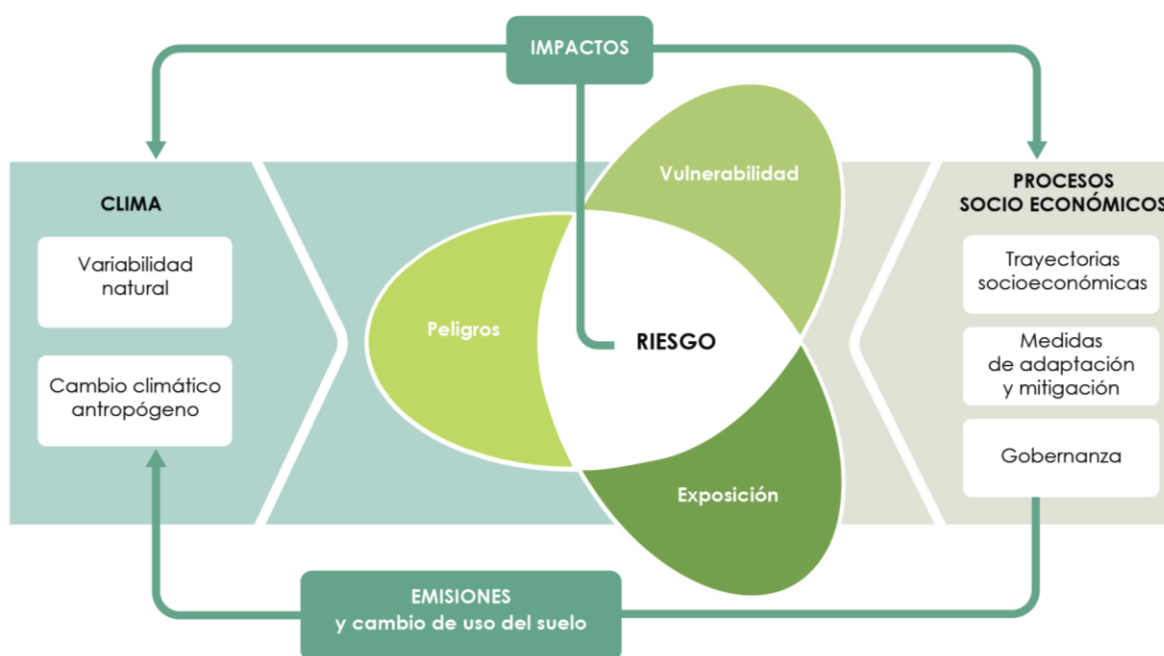 IMPACTOS
CLIMA
Variabilidad
natural
Cambio climático
antropógeno
Peligros
Vulnerabilidad
RIESGO
Exposición
PROCESOS
SOCIO ECONÓMICOS
Trayectorias
socioeconómicas
Medidas
de adaptación
y mitigación
Gobernanza
EMISIONES
y cambio de uso del suelo